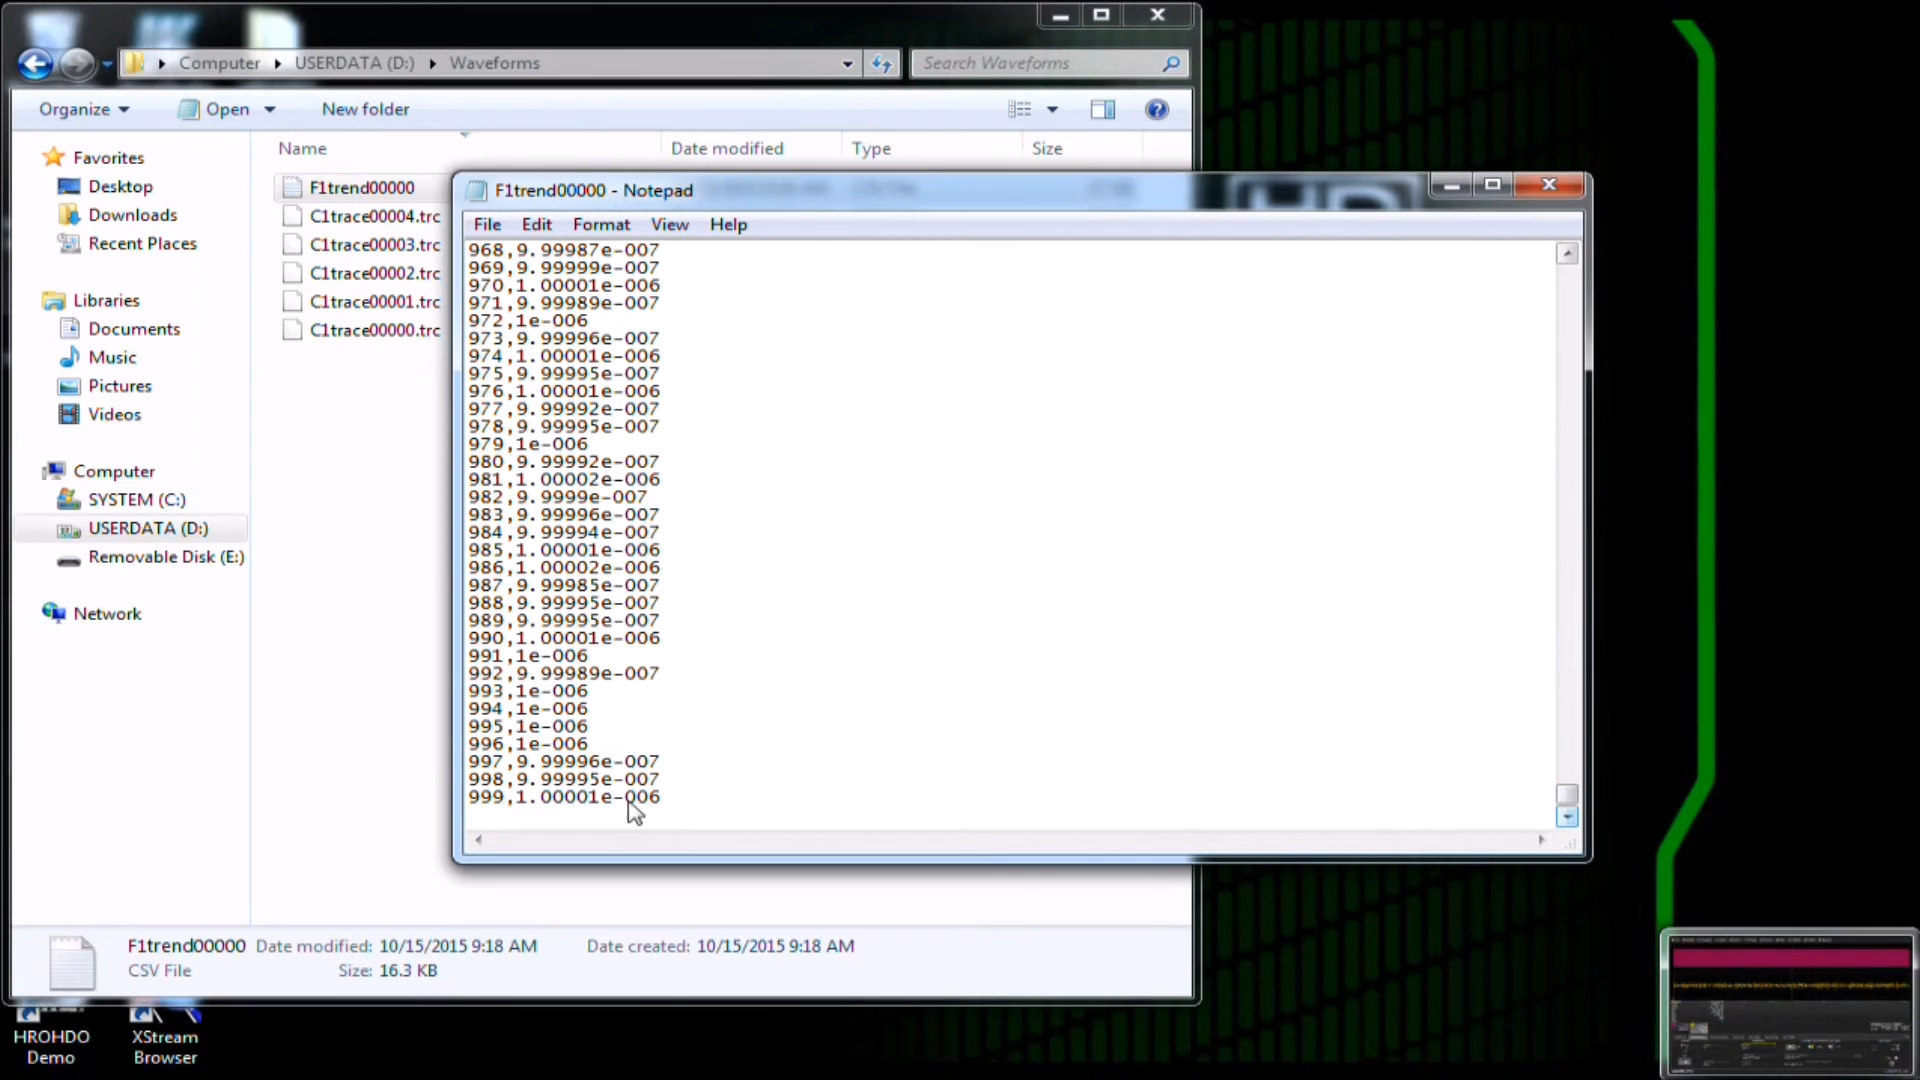 Computer USERDATA (D:) Waveforms
Search Waveforms
Organize Open New folder
Name Date modified Type Size
Favorites
Desktop
Downloads
Recent Places
Libraries
Documents
Music
Pictures
Videos
Computer
SYSTEM (C:)
USERDATA (D:)
Removable Disk (E:)
Network
F1trend00000
C1trace00004.trc
C1trace00003.trc
C1trace00002.trc
C1trace00001.trc
C1trace00000.trc
F1trend00000 - Notepad
File Edit Format View Help
968,9.99987e-007
969,9.99999e-007
970,1.00001e-006
971,9.99989e-007
972,1e-006
973,9.99996e-007
974,1.00001e-006
975,9.99995e-007
976,1.00001e-006
977,9.99992e-007
978,9.99995e-007
979,1e-006
980,9.99992e-007
981,1.00002e-006
982,9.9999e-007
983,9.99996e-007
984,9.99994e-007
985,1.00001e-006
986,1.00002e-006
987,9.99985e-007
988,9.99995e-007
989,9.99995e-007
990,1.00001e-006
991,1e-006
992,9.99989e-007
993,1e-006
994,1e-006
995,1e-006
996,1e-006
997,9.99996e-007
998,9.99995e-007
999,1.00001e-006
F1trend00000 Date modified: 10/15/2015 9:18 AM Date created: 10/15/2015 9:18 AM
CSV File Size: 16.3 KB
HROHDO
Demo
XStream
Browser